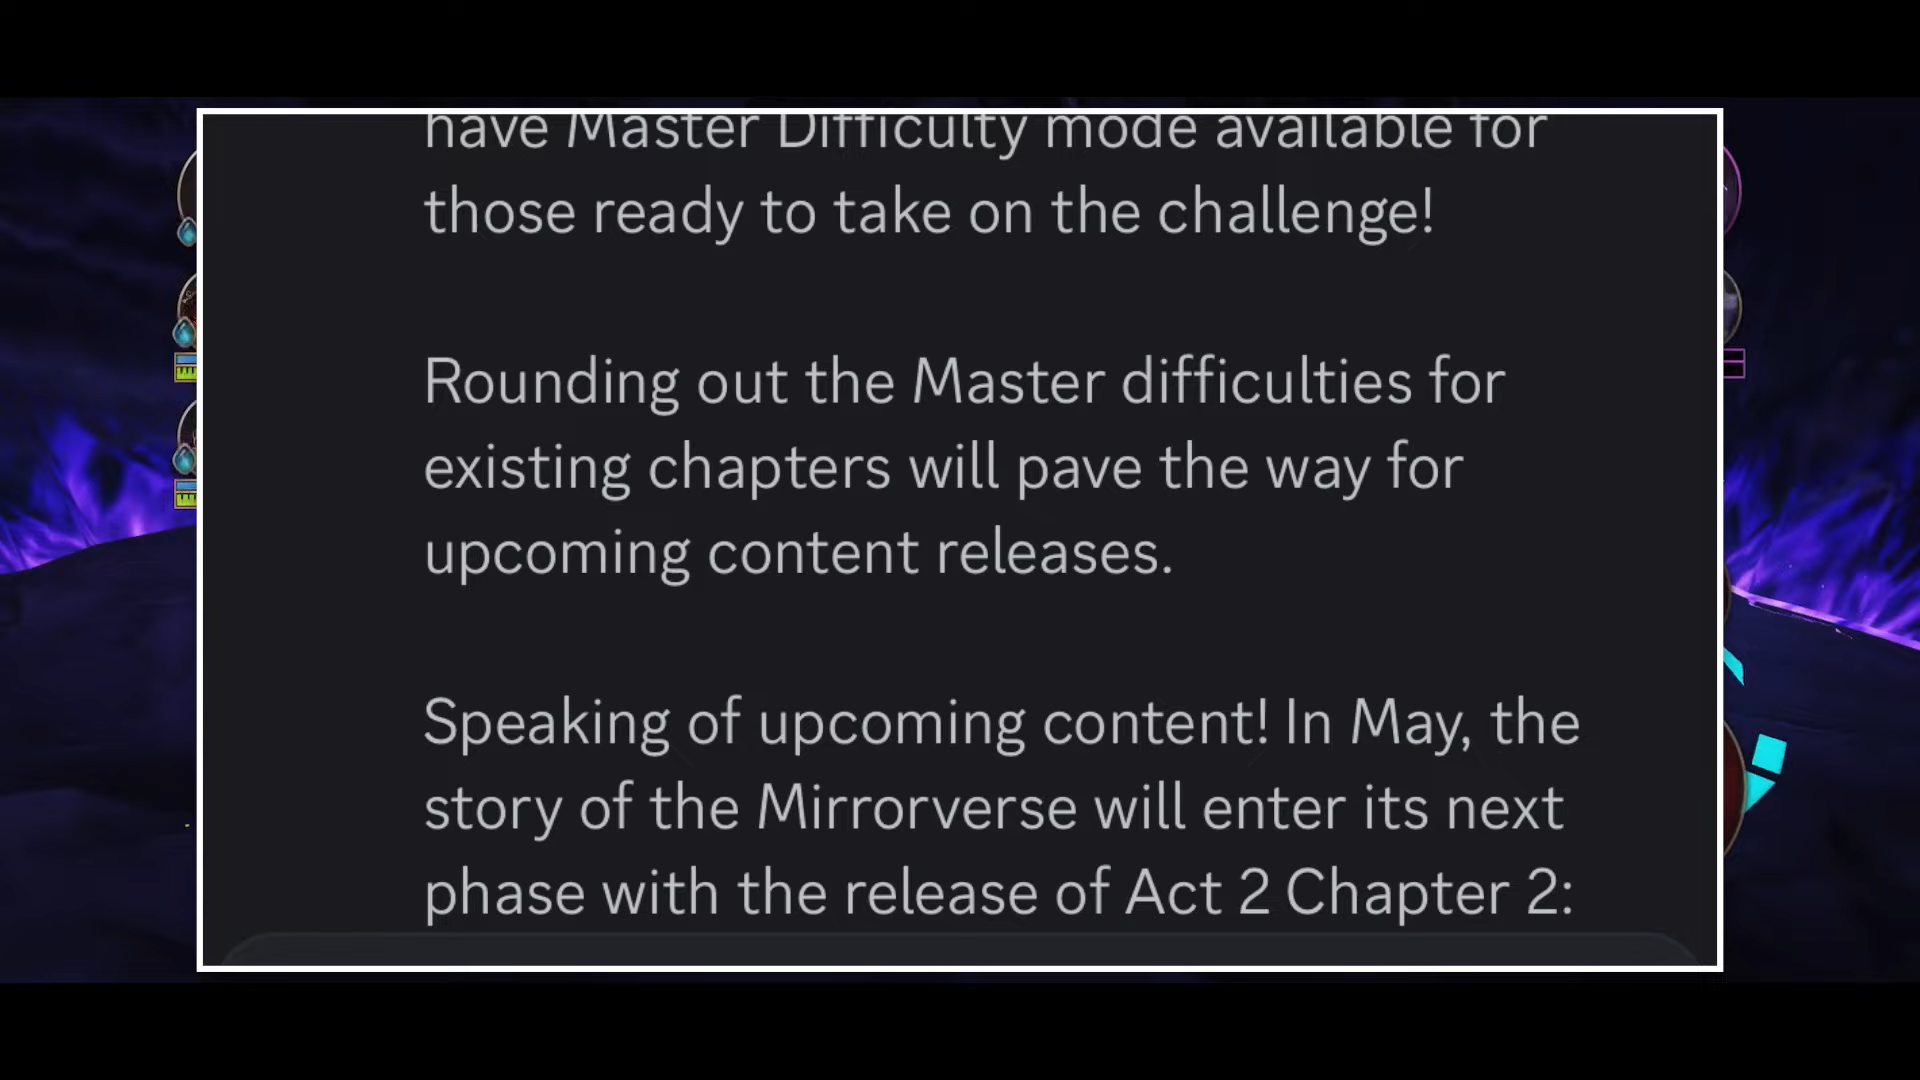 have Master Difficulty mode available for
those ready to take on the challenge!
Rounding out the Master difficulties for
existing chapters will pave the way for
upcoming content releases.
Speaking of upcoming content! In May, the
story of the Mirrorverse will enter its next
phase with the release of Act 2 Chapter 2: